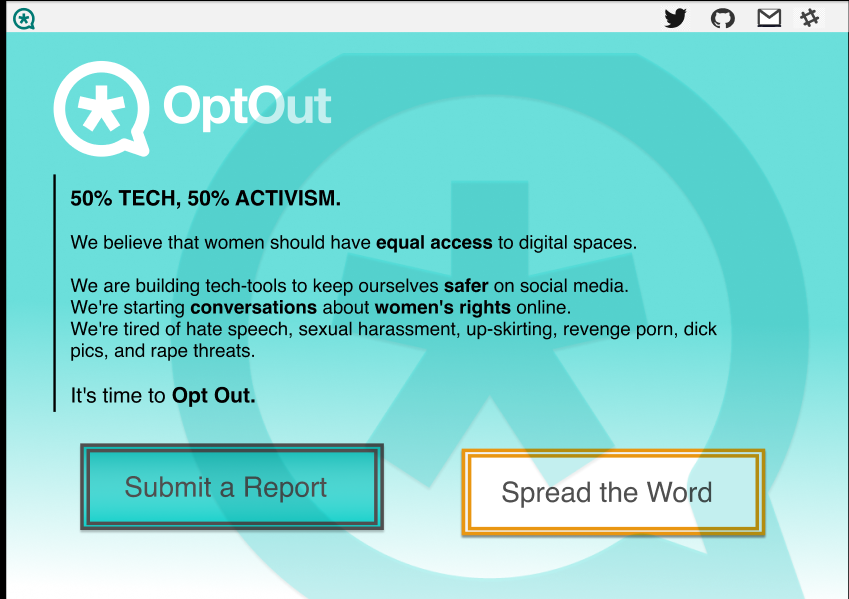 OptOut
50% TECH, 50% ACTIVISM.
We believe that women should have equal access to digital spaces.
We are building tech-tools to keep ourselves safer on social media.
We're starting conversations about women's rights online.
We're tired of hate speech, sexual harassment, up-skirting, revenge porn, dick
pics, and rape threats.
It's time to Opt Out.
Submit a Report
Spread the Word